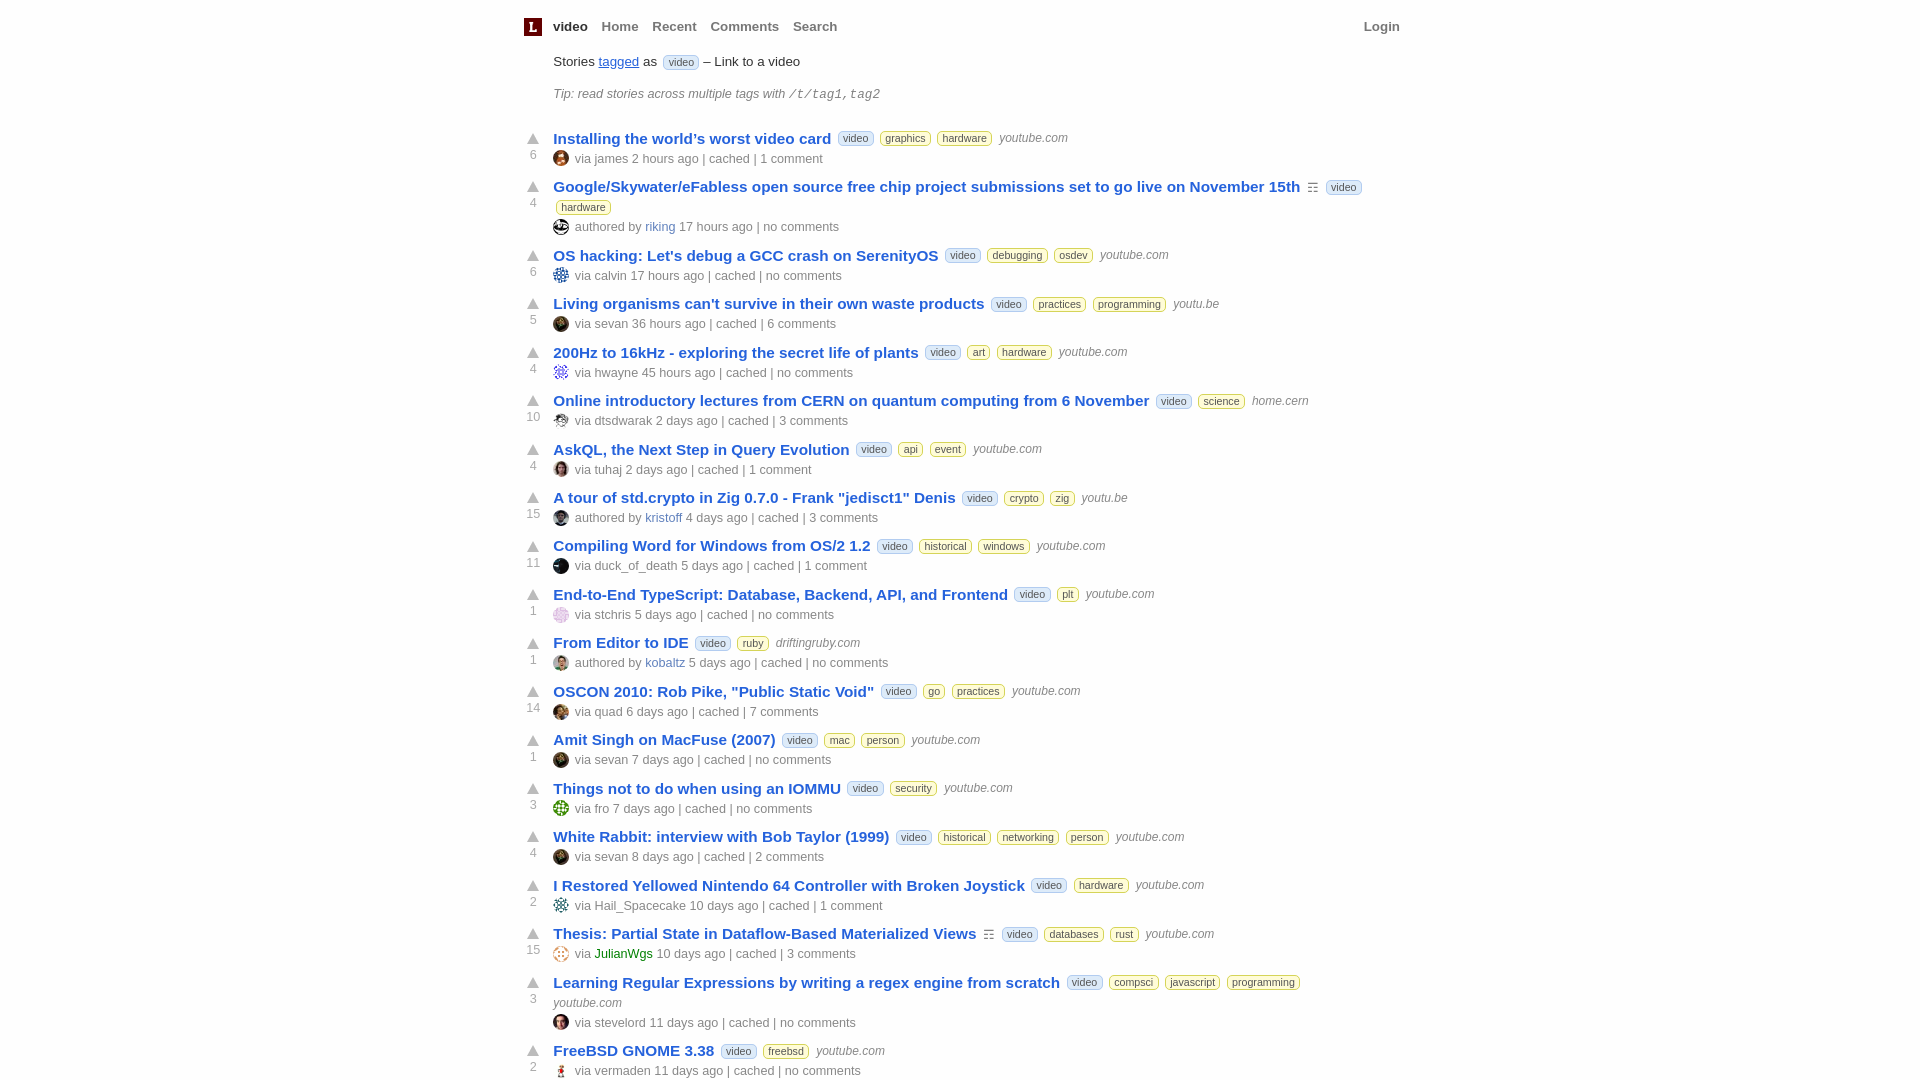 L video Home Recent Comments Search Login
Stories tagged as video – Link to a video
Tip: read stories across multiple tags with /t/tag1,tag2
Installing the world’s worst video card video graphics hardware youtube.com
6 via james 2 hours ago | cached | 1 comment
Google/Skywater/eFabless open source free chip project submissions set to go live on November 15th ☶ video
4 hardware
authored by riking 17 hours ago | no comments
OS hacking: Let's debug a GCC crash on SerenityOS video debugging osdev youtube.com
6 via calvin 17 hours ago | cached | no comments
Living organisms can't survive in their own waste products video practices programming youtu.be
5 via sevan 36 hours ago | cached | 6 comments
200Hz to 16kHz - exploring the secret life of plants video art hardware youtube.com
4 via hwayne 45 hours ago | cached | no comments
Online introductory lectures from CERN on quantum computing from 6 November video science home.cern
10 via dtsdwarak 2 days ago | cached | 3 comments
AskQL, the Next Step in Query Evolution video api event youtube.com
4 via tuhaj 2 days ago | cached | 1 comment
A tour of std.crypto in Zig 0.7.0 - Frank "jedisct1" Denis video crypto zig youtu.be
15 authored by kristoff 4 days ago | cached | 3 comments
Compiling Word for Windows from OS/2 1.2 video historical windows youtube.com
11 via duck_of_death 5 days ago | cached | 1 comment
End-to-End TypeScript: Database, Backend, API, and Frontend video plt youtube.com
1 via stchris 5 days ago | cached | no comments
From Editor to IDE video ruby driftingruby.com
1 authored by kobaltz 5 days ago | cached | no comments
OSCON 2010: Rob Pike, "Public Static Void" video go practices youtube.com
14 via quad 6 days ago | cached | 7 comments
Amit Singh on MacFuse (2007) video mac person youtube.com
1 via sevan 7 days ago | cached | no comments
Things not to do when using an IOMMU video security youtube.com
3 via fro 7 days ago | cached | no comments
White Rabbit: interview with Bob Taylor (1999) video historical networking person youtube.com
4 via sevan 8 days ago | cached | 2 comments
I Restored Yellowed Nintendo 64 Controller with Broken Joystick video hardware youtube.com
2 via Hail_Spacecake 10 days ago | cached | 1 comment
Thesis: Partial State in Dataflow-Based Materialized Views ☶ video databases rust youtube.com
15 via JulianWgs 10 days ago | cached | 3 comments
Learning Regular Expressions by writing a regex engine from scratch video compsci javascript programming
3 youtube.com
via stevelord 11 days ago | cached | no comments
FreeBSD GNOME 3.38 video freebsd youtube.com
2 via vermaden 11 days ago | cached | no comments